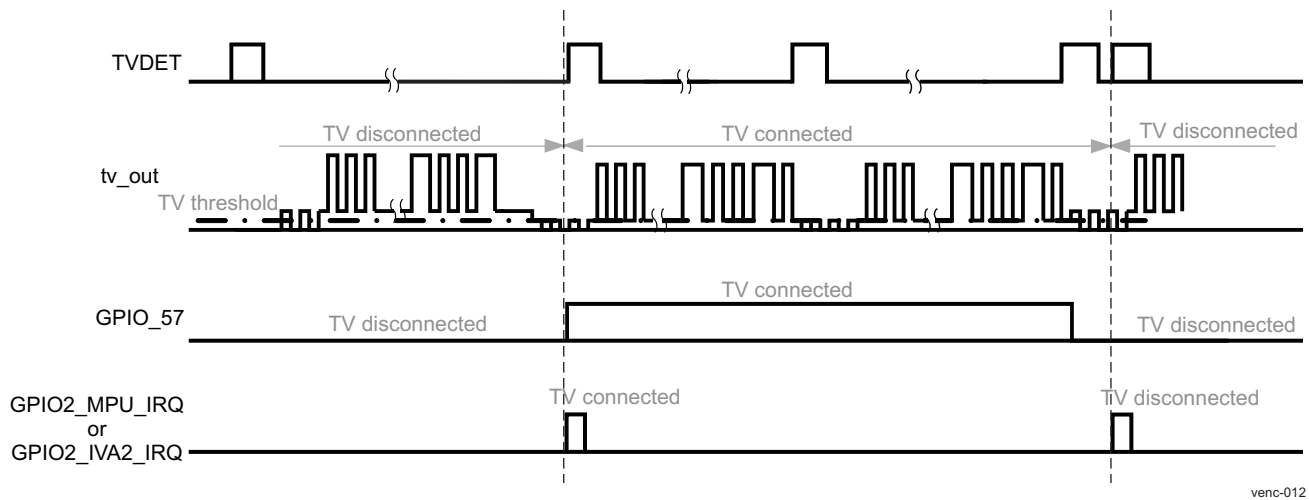 TVDET
TV disconnected
TV connected
TV disconnected
tv_out
TV threshold
TV connected
GPIO_57
TV disconnected
TV disconnected
TV connected
TV disconnected
GPIO2_MPU_IRQ
or
GPIO2_IVA2_IRQ
venc-012